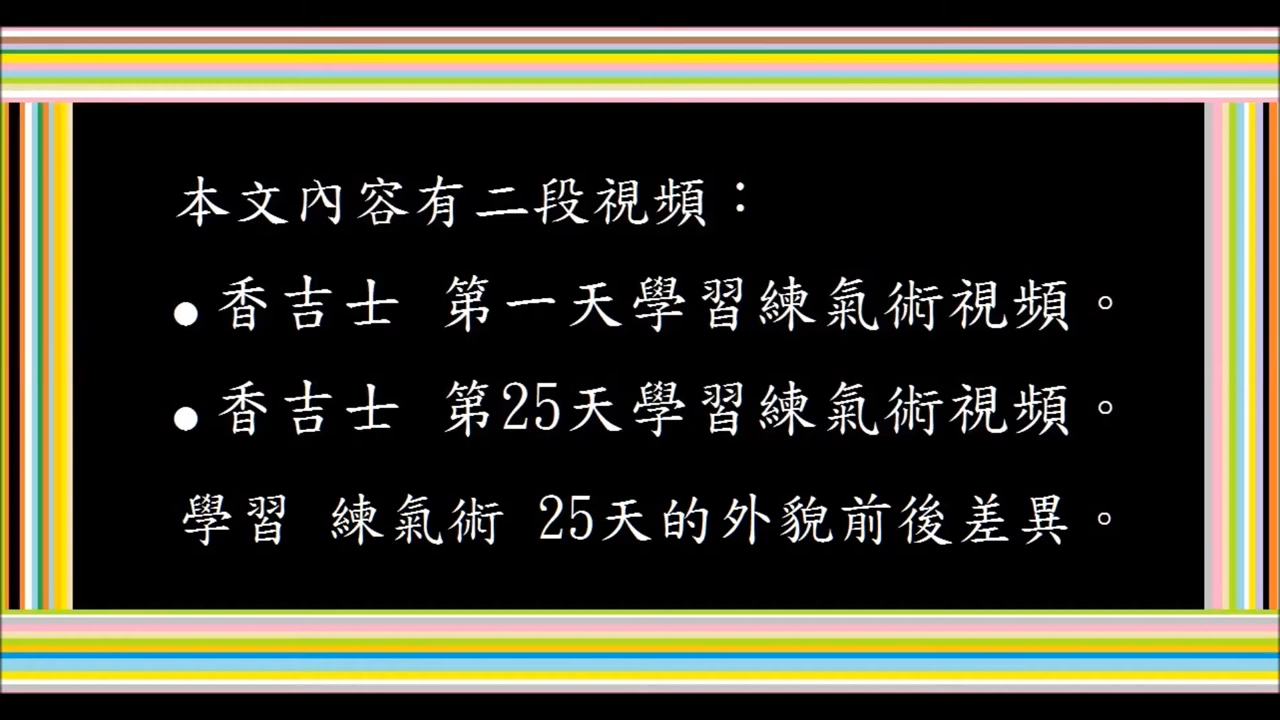 本文內容有二段視頻：
●香吉士 第一天學習練氣術視頻。
●香吉士 第25天學習練氣術視頻。
學習 練氣術 25天的外貌前後差異。